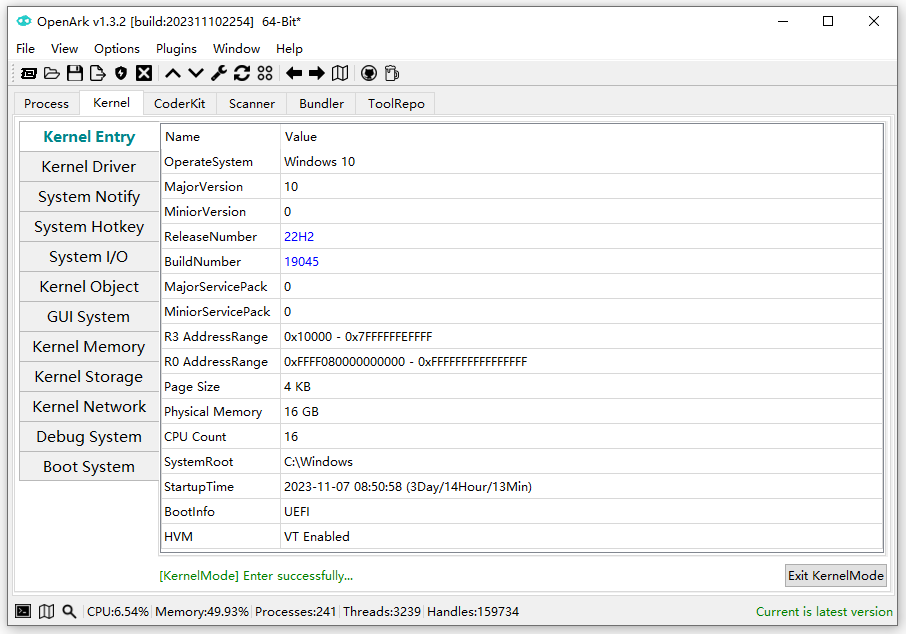 OpenArk v1.3.2 [build:202311102254] 64-Bit*
File View Options Plugins Window Help
Process Kernel CoderKit Scanner Bundler ToolRepo
Kernel Entry
Kernel Driver
System Notify
System Hotkey
System I/O
Kernel Object
GUI System
Kernel Memory
Kernel Storage
Kernel Network
Debug System
Boot System
Name Value
OperateSystem Windows 10
MajorVersion 10
MiniorVersion 0
ReleaseNumber 22H2
BuildNumber 19045
MajorServicePack 0
MiniorServicePack 0
R3 AddressRange 0x10000 - 0x7FFFFFFEFFFF
R0 AddressRange 0xFFFF080000000000 - 0xFFFFFFFFFFFFFFFF
Page Size 4 KB
Physical Memory 16 GB
CPU Count 16
SystemRoot C:\Windows
StartupTime 2023-11-07 08:50:58 (3Day/14Hour/13Min)
BootInfo UEFI
HVM VT Enabled
[KernelMode] Enter successfully... Exit KernelMode
CPU:6.54% Memory:49.93% Processes:241 Threads:3239 Handles:159734 Current is latest version